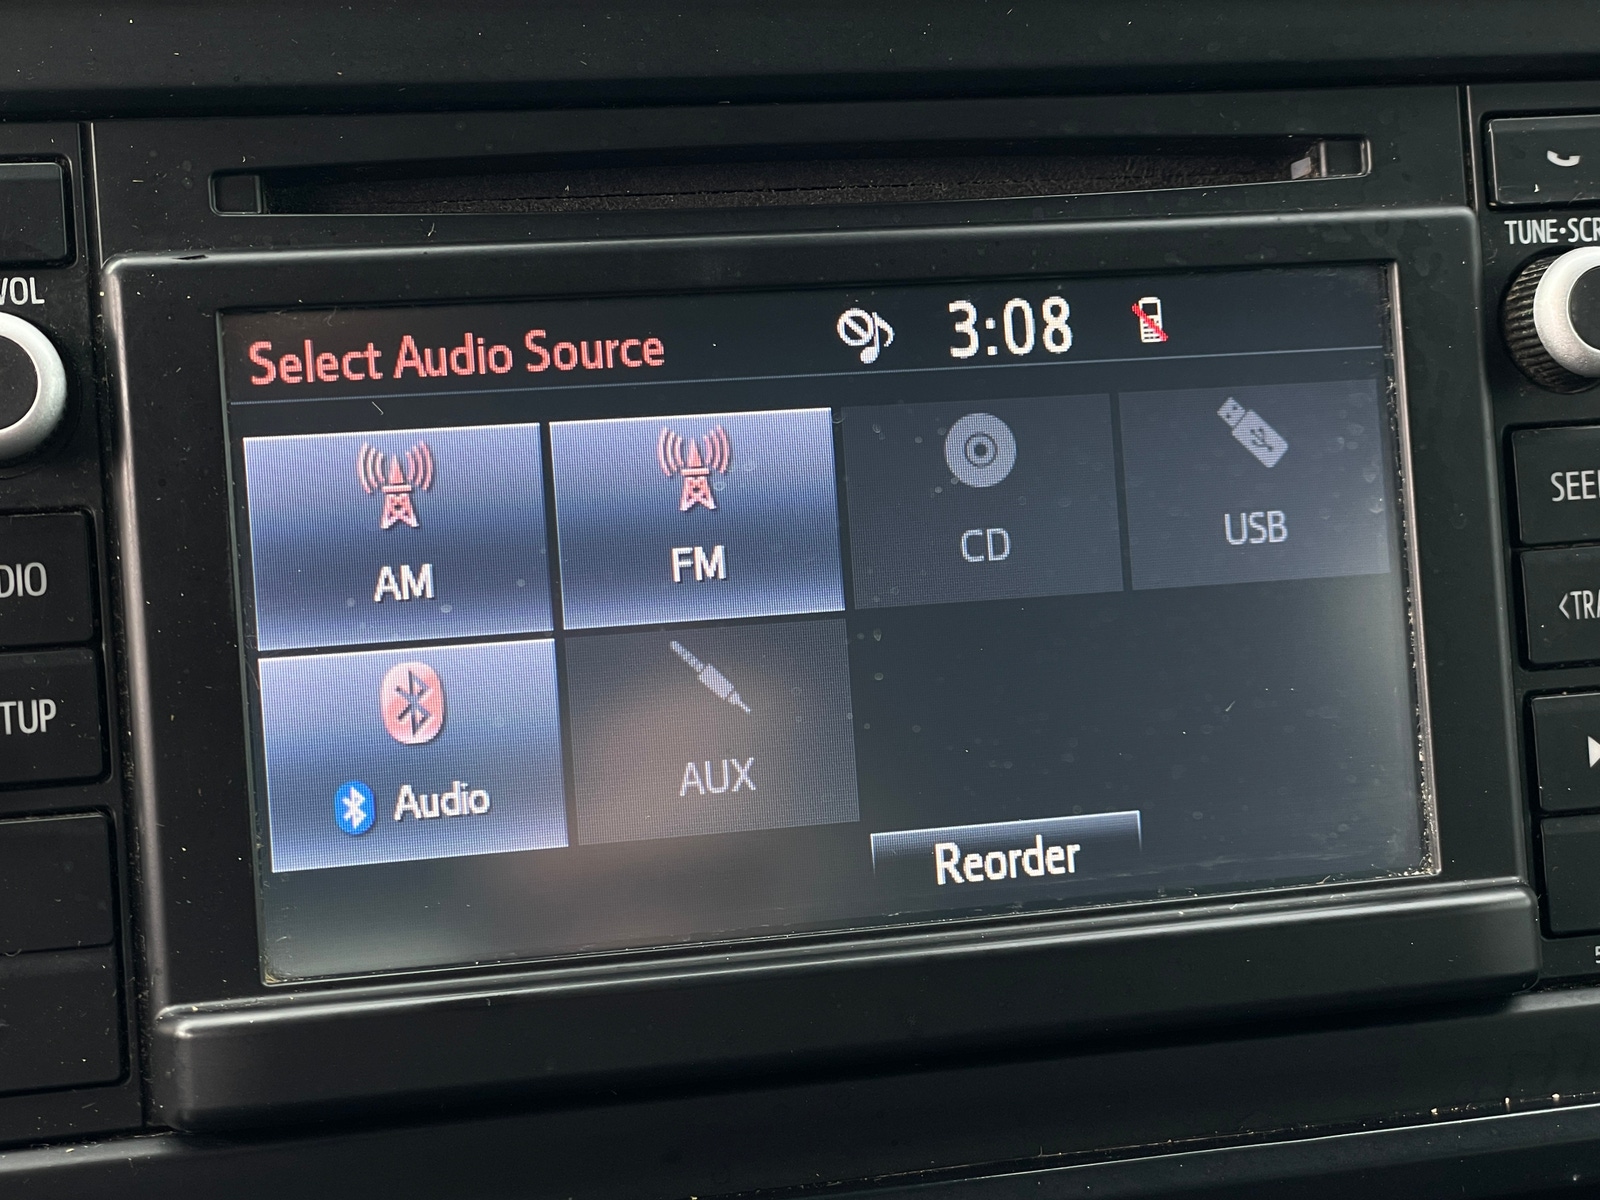 VOL
TUNE•SCR
Select Audio Source
3:08
AM
FM
CD
USB
SEE
DIO
<TRA
TUP
Audio
AUX
Reorder